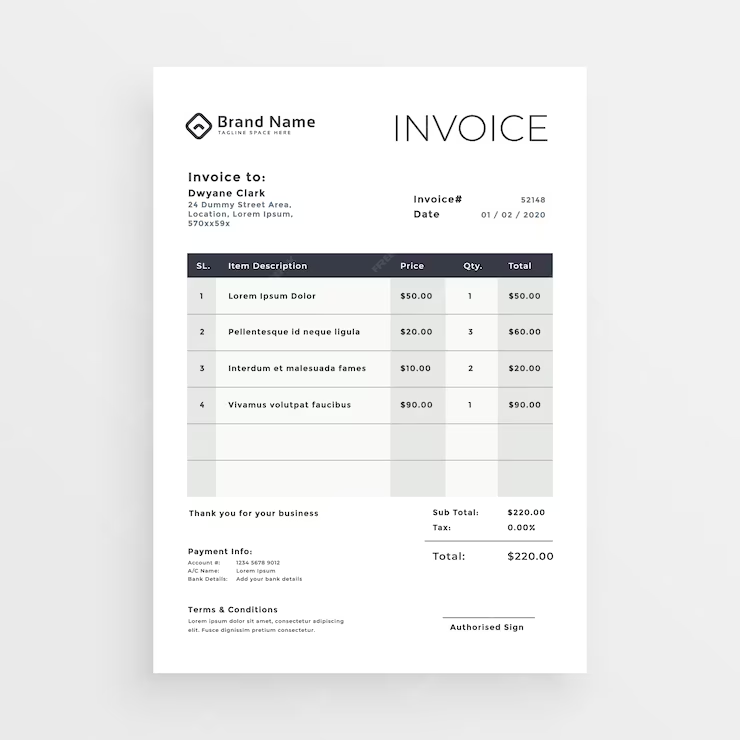 Brand Name
TAGLINE SPACE HERE
INVOICE
Invoice to:
Dwyane Clark
24 Dummy Street Area,
Location, Lorem Ipsum,
570xx59x
Invoice# 52148
Date 01 / 02 / 2020
SL. Item Description Price Qty. Total
1 Lorem Ipsum Dolor $50.00 1 $50.00
2 Pellentesque id neque ligula $20.00 3 $60.00
3 Interdum et malesuada fames $10.00 2 $20.00
4 Vivamus volutpat faucibus $90.00 1 $90.00
Thank you for your business
Sub Total: $220.00
Tax: 0.00%
Total: $220.00
Payment Info:
Account #: 1234 5678 9012
A/C Name: Lorem Ipsum
Bank Details: Add your bank details
Terms & Conditions
Lorem ipsum dolor sit amet, consectetur adipiscing
elit. Fusce dignissim pretium consectetur.
Authorised Sign